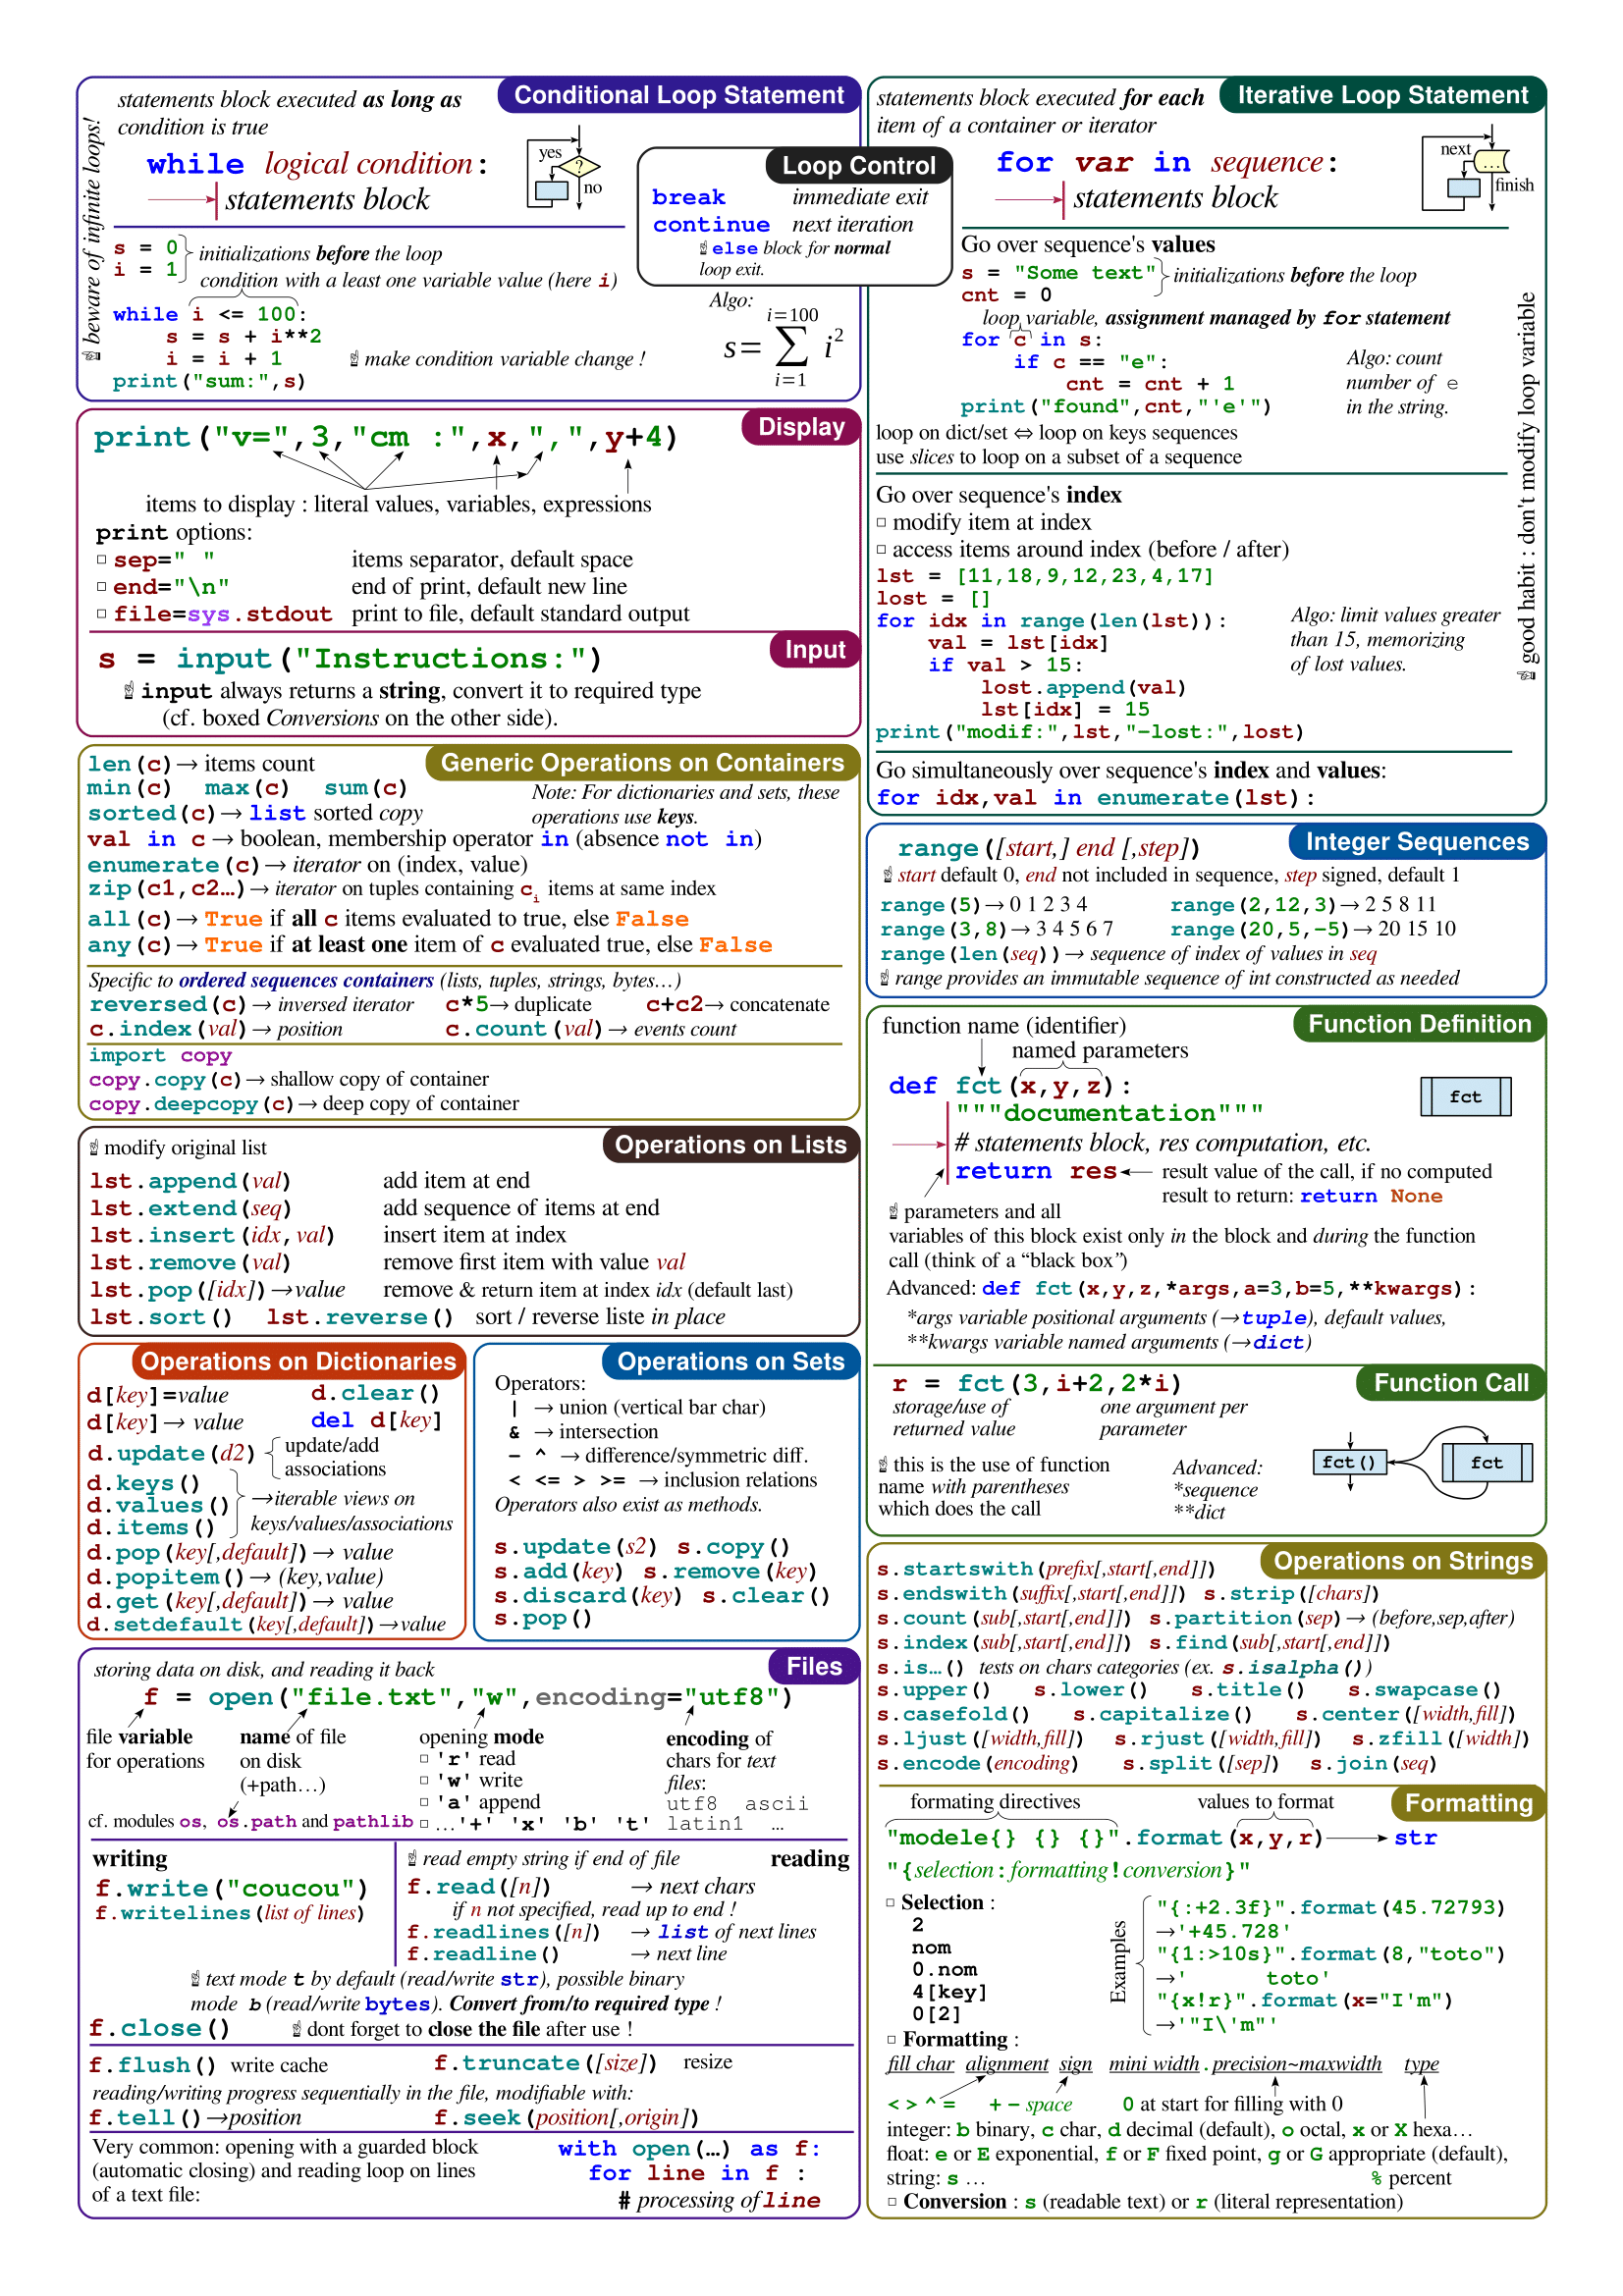 Conditional Loop Statement
☝ beware of infinite loops!
statements block executed as long as
condition is true
while logical condition:
statements block
yes
?
no
s = 0
i = 1
initializations before the loop
condition with a least one variable value (here i)
while i <= 100:
s = s + i**2
i = i + 1
print("sum:",s)
☝ make condition variable change !
Algo:
i=100
s= ∑ i²
i=1
Loop Control
break immediate exit
continue next iteration
☝ else block for normal
loop exit.
Display
print("v=",3,"cm :",x,",",y+4)
items to display : literal values, variables, expressions
print options:
□ sep=" " items separator, default space
□ end="\n" end of print, default new line
□ file=sys.stdout print to file, default standard output
Input
s = input("Instructions:")
☝ input always returns a string, convert it to required type
(cf. boxed Conversions on the other side).
Generic Operations on Containers
len(c)→ items count
min(c) max(c) sum(c)
sorted(c)→ list sorted copy
Note: For dictionaries and sets, these
operations use keys.
val in c→ boolean, membership operator in (absence not in)
enumerate(c)→ iterator on (index, value)
zip(c1,c2…)→ iterator on tuples containing ci items at same index
all(c)→ True if all c items evaluated to true, else False
any(c)→ True if at least one item of c evaluated true, else False
Specific to ordered sequences containers (lists, tuples, strings, bytes…)
reversed(c)→ inversed iterator c*5→ duplicate c+c2→ concatenate
c.index(val)→ position c.count(val)→ events count
import copy
copy.copy(c)→ shallow copy of container
copy.deepcopy(c)→ deep copy of container
Operations on Lists
☝ modify original list
lst.append(val) add item at end
lst.extend(seq) add sequence of items at end
lst.insert(idx,val) insert item at index
lst.remove(val) remove first item with value val
lst.pop([idx])→value remove & return item at index idx (default last)
lst.sort() lst.reverse() sort / reverse liste in place
Operations on Dictionaries
d[key]=value d.clear()
d[key]→ value del d[key]
d.update(d2) update/add
associations
d.keys()
d.values()
d.items()
→iterable views on
keys/values/associations
d.pop(key[,default])→ value
d.popitem()→ (key,value)
d.get(key[,default])→ value
d.setdefault(key[,default])→value
Operations on Sets
Operators:
| → union (vertical bar char)
& → intersection
- ^ → difference/symmetric diff.
< <= > >= → inclusion relations
Operators also exist as methods.
s.update(s2) s.copy()
s.add(key) s.remove(key)
s.discard(key) s.clear()
s.pop()
Files
storing data on disk, and reading it back
f = open("file.txt","w",encoding="utf8")
file variable
for operations
name of file
on disk
(+path…)
opening mode
□ 'r' read
□ 'w' write
□ 'a' append
□ …'+' 'x' 'b' 't'
encoding of
chars for text
files:
utf8 ascii
latin1 …
cf. modules os, os.path and pathlib
writing
f.write("coucou")
f.writelines(list of lines)
☝ read empty string if end of file reading
f.read([n]) → next chars
if n not specified, read up to end !
f.readlines([n]) → list of next lines
f.readline() → next line
☝ text mode t by default (read/write str), possible binary
mode b (read/write bytes). Convert from/to required type !
f.close() ☝ dont forget to close the file after use !
f.flush() write cache f.truncate([size]) resize
reading/writing progress sequentially in the file, modifiable with:
f.tell()→position f.seek(position[,origin])
Very common: opening with a guarded block
(automatic closing) and reading loop on lines
of a text file:
with open(…) as f:
for line in f :
# processing of line
Iterative Loop Statement
statements block executed for each
item of a container or iterator
for var in sequence:
statements block
next
…
finish
☝ good habit : don't modify loop variable
Go over sequence's values
s = "Some text"
cnt = 0
initializations before the loop
loop variable, assignment managed by for statement
for c in s:
if c == "e":
cnt = cnt + 1
print("found",cnt,"'e'")
Algo: count
number of e
in the string.
loop on dict/set ⇔ loop on keys sequences
use slices to loop on a subset of a sequence
Go over sequence's index
□ modify item at index
□ access items around index (before / after)
lst = [11,18,9,12,23,4,17]
lost = []
for idx in range(len(lst)):
val = lst[idx]
if val > 15:
lost.append(val)
lst[idx] = 15
print("modif:",lst,"-lost:",lost)
Algo: limit values greater
than 15, memorizing
of lost values.
Go simultaneously over sequence's index and values:
for idx,val in enumerate(lst):
Integer Sequences
range([start,] end [,step])
☝ start default 0, end not included in sequence, step signed, default 1
range(5)→ 0 1 2 3 4 range(2,12,3)→ 2 5 8 11
range(3,8)→ 3 4 5 6 7 range(20,5,-5)→ 20 15 10
range(len(seq))→ sequence of index of values in seq
☝ range provides an immutable sequence of int constructed as needed
Function Definition
function name (identifier)
named parameters
def fct(x,y,z):
"""documentation"""
# statements block, res computation, etc.
return res
result value of the call, if no computed
result to return: return None
fct
☝ parameters and all
variables of this block exist only in the block and during the function
call (think of a “black box”)
Advanced: def fct(x,y,z,*args,a=3,b=5,**kwargs):
*args variable positional arguments (→tuple), default values,
**kwargs variable named arguments (→dict)
Function Call
r = fct(3,i+2,2*i)
storage/use of
returned value
one argument per
parameter
☝ this is the use of function
name with parentheses
which does the call
Advanced:
*sequence
**dict
fct()
fct
Operations on Strings
s.startswith(prefix[,start[,end]])
s.endswith(suffix[,start[,end]]) s.strip([chars])
s.count(sub[,start[,end]]) s.partition(sep)→ (before,sep,after)
s.index(sub[,start[,end]]) s.find(sub[,start[,end]])
s.is…() tests on chars categories (ex. s.isalpha())
s.upper() s.lower() s.title() s.swapcase()
s.casefold() s.capitalize() s.center([width,fill])
s.ljust([width,fill]) s.rjust([width,fill]) s.zfill([width])
s.encode(encoding) s.split([sep]) s.join(seq)
Formatting
formating directives values to format
"modele{} {} {}".format(x,y,r) str
"{selection:formatting!conversion}"
□ Selection :
2
nom
0.nom
4[key]
0[2]
Examples
"{:+2.3f}".format(45.72793)
→'+45.728'
"{1:>10s}".format(8,"toto")
→'      toto'
"{x!r}".format(x="I'm")
→'"I\'m"'
□ Formatting :
fill char alignment sign mini width.precision~maxwidth type
< > ^ = + - space 0 at start for filling with 0
integer: b binary, c char, d decimal (default), o octal, x or X hexa…
float: e or E exponential, f or F fixed point, g or G appropriate (default),
string: s … % percent
□ Conversion : s (readable text) or r (literal representation)